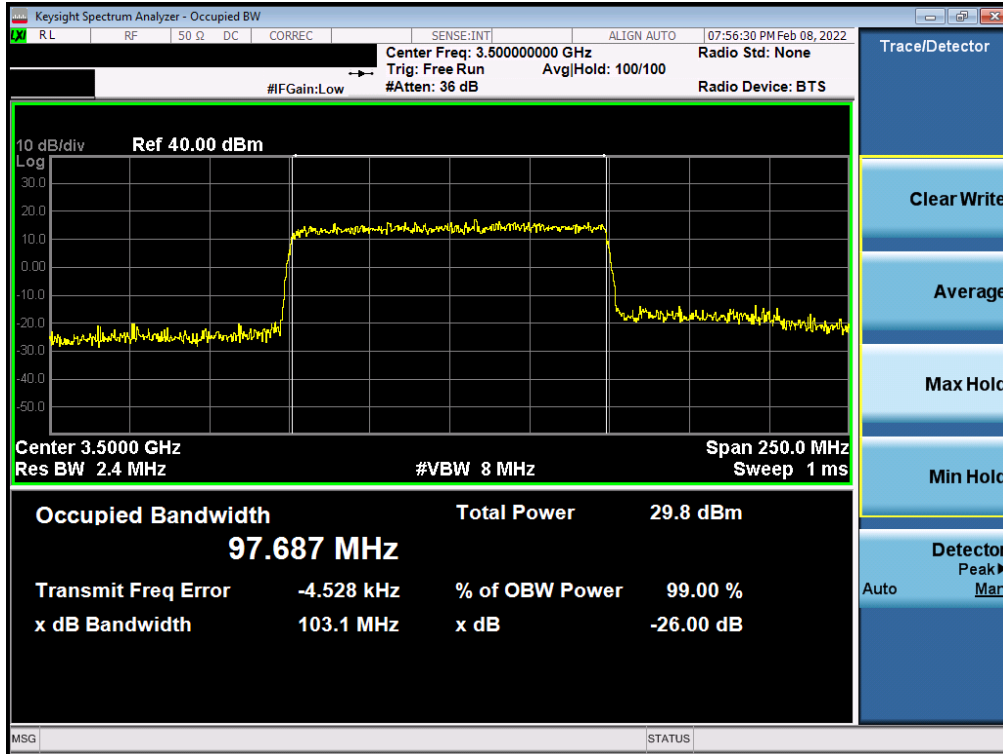 Keysight Spectrum Analyzer - Occupied BW
LXI RL RF 50 Ω DC CORREC SENSE:INT ALIGN AUTO 07:56:30 PM Feb 08, 2022
Center Freq: 3.500000000 GHz Radio Std: None
Trig: Free Run Avg|Hold: 100/100
#IFGain:Low #Atten: 36 dB Radio Device: BTS
10 dB/div Ref 40.00 dBm
Log
30.0
20.0
10.0
0.00
-10.0
-20.0
-30.0
-40.0
-50.0
Center 3.5000 GHz Span 250.0 MHz
Res BW 2.4 MHz #VBW 8 MHz Sweep 1 ms
Occupied Bandwidth Total Power 29.8 dBm
97.687 MHz
Transmit Freq Error -4.528 kHz % of OBW Power 99.00 %
x dB Bandwidth 103.1 MHz x dB -26.00 dB
Trace/Detector
Clear Write
Average
Max Hold
Min Hold
Detector
Peak▶
Auto Man
MSG STATUS